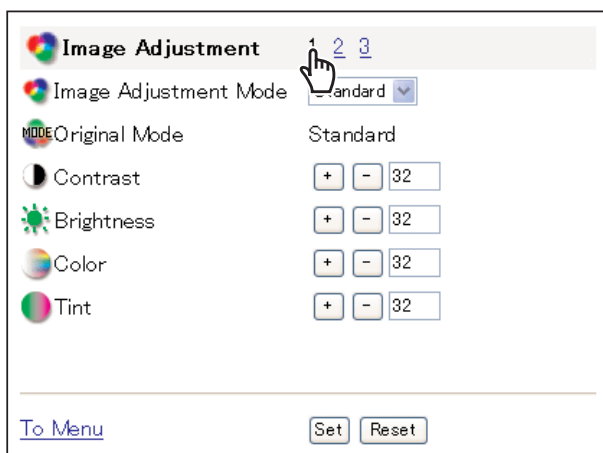 Image Adjustment 1 2 3
Image Adjustment Mode Standard
MODE Original Mode Standard
Contrast + - 32
Brightness + - 32
Color + - 32
Tint + - 32
To Menu Set Reset